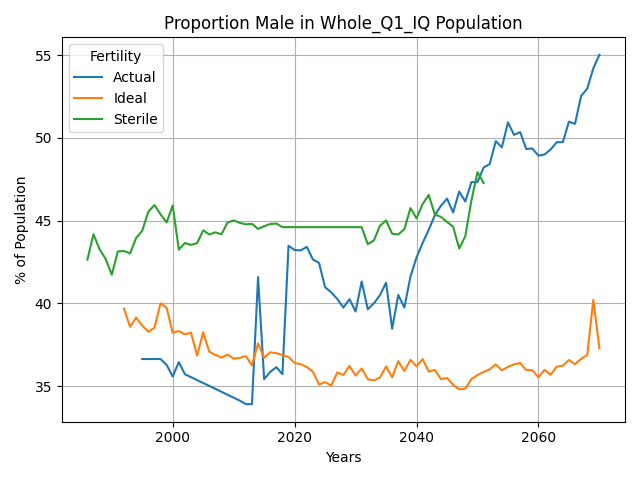 Proportion Male in Whole_Q1_IQ Population
Fertility
Actual
Ideal
Sterile
55
50
45
40
35
% of Population
2000
2020
2040
2060
Years